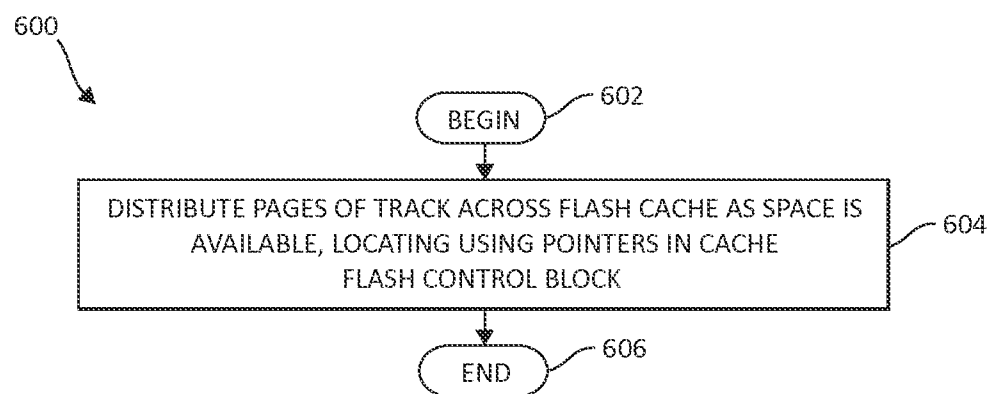 600
602
BEGIN
DISTRIBUTE PAGES OF TRACK ACROSS FLASH CACHE AS SPACE IS
AVAILABLE, LOCATING USING POINTERS IN CACHE
FLASH CONTROL BLOCK
604
606
END